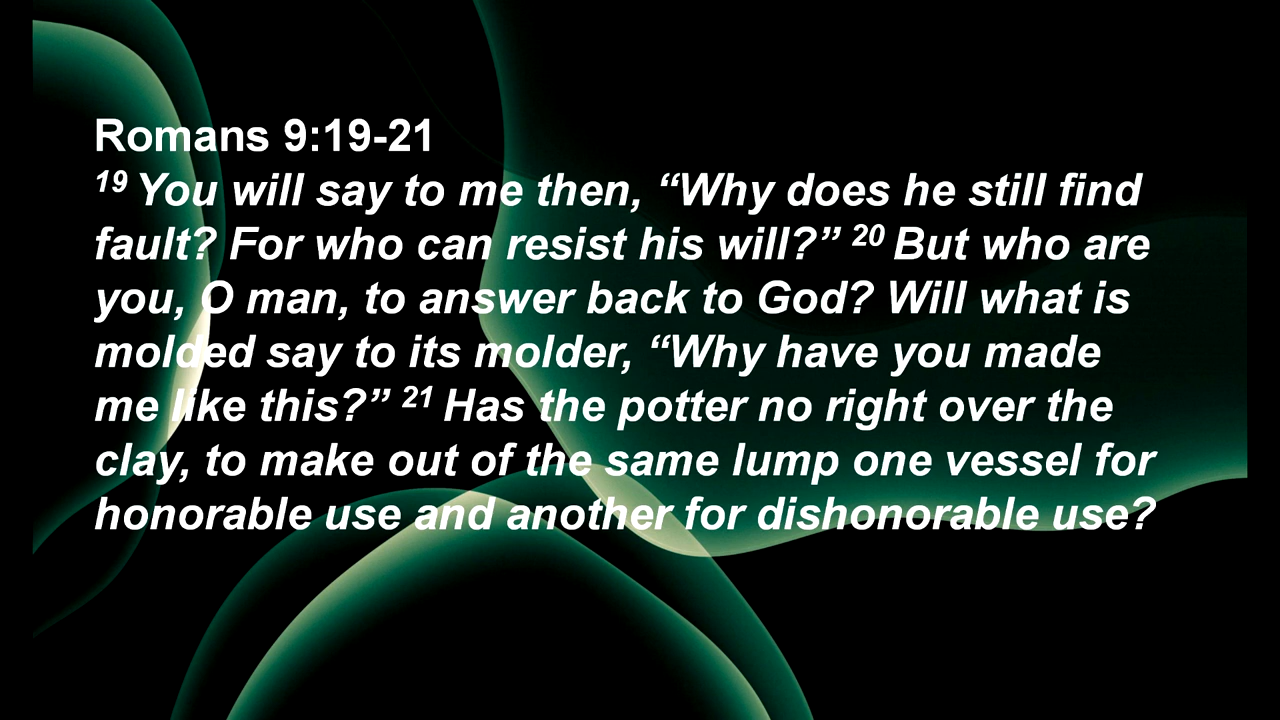 Romans 9:19-21
19 You will say to me then, “Why does he still find
fault? For who can resist his will?” 20 But who are
you, O man, to answer back to God? Will what is
molded say to its molder, “Why have you made
me like this?” 21 Has the potter no right over the
clay, to make out of the same lump one vessel for
honorable use and another for dishonorable use?